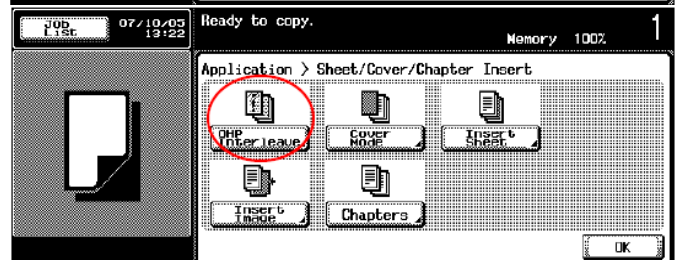 Job
List
07/10/05
13:22
Ready to copy.
Memory 100%
1
Application > Sheet/Cover/Chapter Insert
OHP
Interleave
Cover
Mode
Insert
Sheet
Insert
Image
Chapters
OK